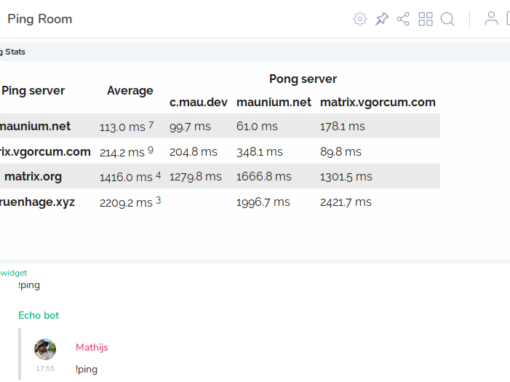 Ping Room
g Stats
Pong server
Ping server Average
c.mau.dev maunium.net matrix.vgorcum.com
maunium.net 113.0 ms 7 99.7 ms 61.0 ms 178.1 ms
rix.vgorcum.com 214.2 ms 9 204.8 ms 348.1 ms 89.8 ms
matrix.org 1416.0 ms 4 1279.8 ms 1666.8 ms 1301.5 ms
ruenhage.xyz 2209.2 ms 3 1996.7 ms 2421.7 ms
widget
!ping
Echo bot
Mathijs
17:55 !ping